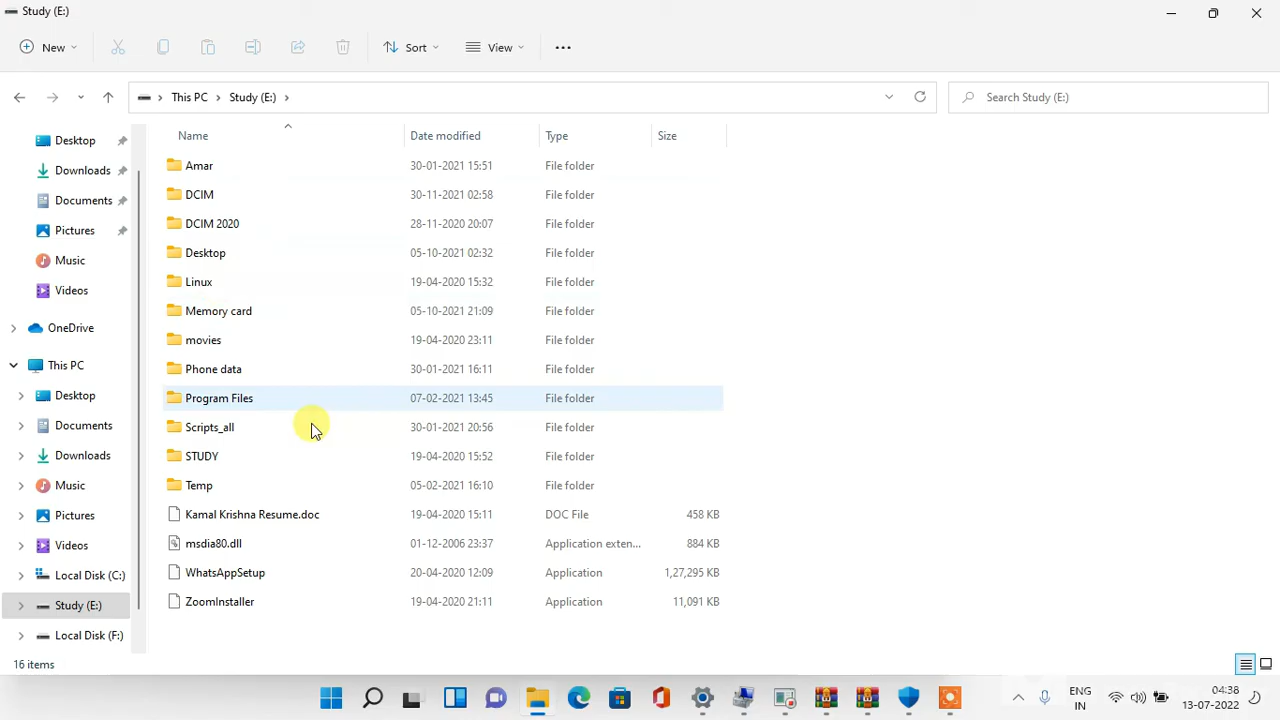 Study (E:)
New
Sort
View
This PC > Study (E:) >
Search Study (E:)
Desktop
Downloads
Documents
Pictures
Music
Videos
OneDrive
This PC
Desktop
Documents
Downloads
Music
Pictures
Videos
Local Disk (C:)
Study (E:)
Local Disk (F:)
Name Date modified Type Size
Amar 30-01-2021 15:51 File folder
DCIM 30-11-2021 02:58 File folder
DCIM 2020 28-11-2020 20:07 File folder
Desktop 05-10-2021 02:32 File folder
Linux 19-04-2020 15:32 File folder
Memory card 05-10-2021 21:09 File folder
movies 19-04-2020 23:11 File folder
Phone data 30-01-2021 16:11 File folder
Program Files 07-02-2021 13:45 File folder
Scripts_all 30-01-2021 20:56 File folder
STUDY 19-04-2020 15:52 File folder
Temp 05-02-2021 16:10 File folder
Kamal Krishna Resume.doc 19-04-2020 15:11 DOC File 458 KB
msdia80.dll 01-12-2006 23:37 Application exten... 884 KB
WhatsAppSetup 20-04-2020 12:09 Application 1,27,295 KB
ZoomInstaller 19-04-2020 21:11 Application 11,091 KB
16 items
ENG
IN
04:38
13-07-2022